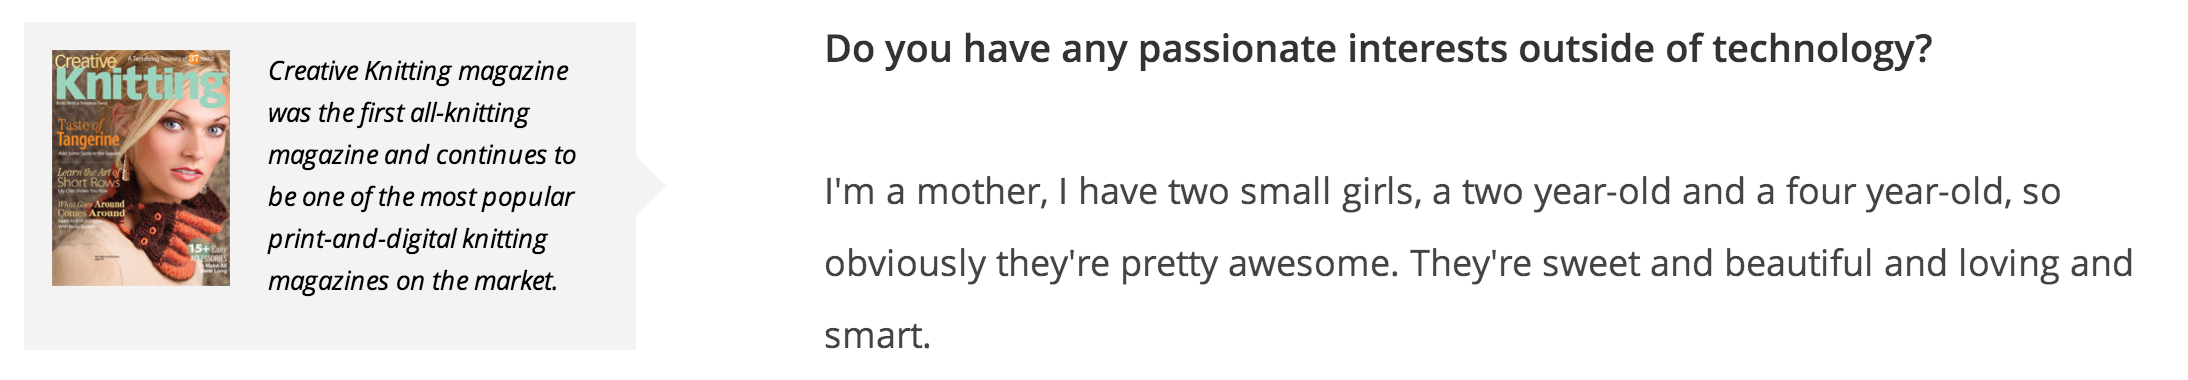 Creative
Knitting
Taste of
Tangerine
Learn the Art of
Short Rows
What Goes Around
Comes Around
15+ Easy
ACCESSORIES
Creative Knitting magazine
was the first all-knitting
magazine and continues to
be one of the most popular
print-and-digital knitting
magazines on the market.
Do you have any passionate interests outside of technology?
I'm a mother, I have two small girls, a two year-old and a four year-old, so
obviously they're pretty awesome. They're sweet and beautiful and loving and
smart.